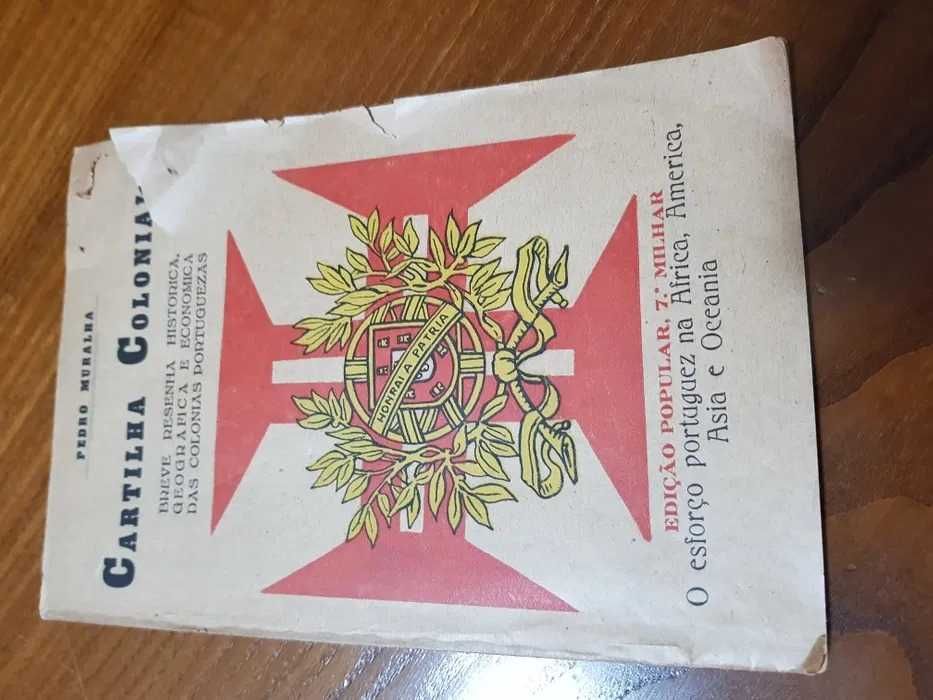 PEDRO MURALHA
CARTILHA COLONIAL
BREVE RESENHA HISTORICA,
GEOGRAFICA E ECONOMICA
DAS COLONIAS PORTUGUEZAS
HONRAI A PATRIA
EDIÇÃO POPULAR, 7.º MILHAR
O esforço portuguez na Africa, America,
Asia e Oceania